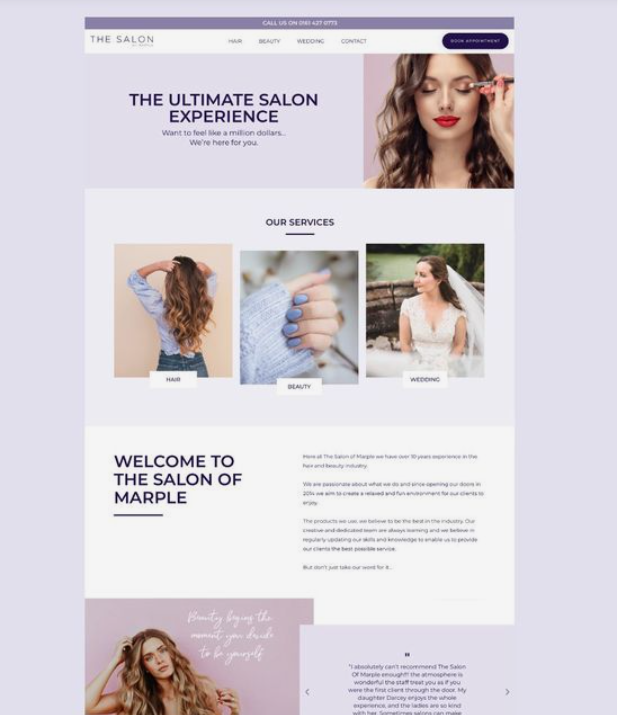 CALL US ON 0161 427 0773
THE SALON
OF MARPLE
HAIR BEAUTY WEDDING CONTACT
BOOK APPOINTMENT
THE ULTIMATE SALON
EXPERIENCE
Want to feel like a million dollars...
We're here for you.
OUR SERVICES
HAIR
BEAUTY
WEDDING
WELCOME TO
THE SALON OF
MARPLE
Here at The Salon of Marple we have over 10 years experience in the
hair and beauty industry.
We are passionate about what we do and since opening our doors in
2014 we aim to create a relaxed and fun environment for our clients to
enjoy.
The products we use, we believe to be the best in the industry. Our
creative and dedicated team are always learning and we believe in
regularly updating our skills and knowledge to enable us to provide
our clients the best possible service.
But don't just take our word for it...
Beauty begins the
moment you decide
to be yourself
"
"I absolutely can't recommend The Salon
Of Marple enough!!! the atmosphere is
wonderful the staff treat you as if you
were the first client through the door. My
daughter Darcey enjoys the whole
experience, and the ladies are so kind
with her. Sometimes salons can make